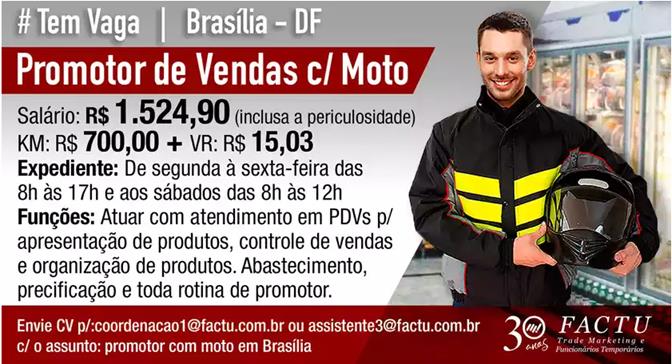 # Tem Vaga | Brasília – DF
Promotor de Vendas c/ Moto
Salário: R$ 1.524,90 (inclusa a periculosidade)
KM: R$ 700,00 + VR: R$ 15,03
Expediente: De segunda à sexta-feira das
8h às 17h e aos sábados das 8h às 12h
Funções: Atuar com atendimento em PDVs p/
apresentação de produtos, controle de vendas
e organização de produtos. Abastecimento,
precificação e toda rotina de promotor.
Envie CV p/:coordenacao1@factu.com.br ou assistente3@factu.com.br
c/ o assunto: promotor com moto em Brasília
30 anos
FACTU
Trade Marketing e
Funcionários Temporários